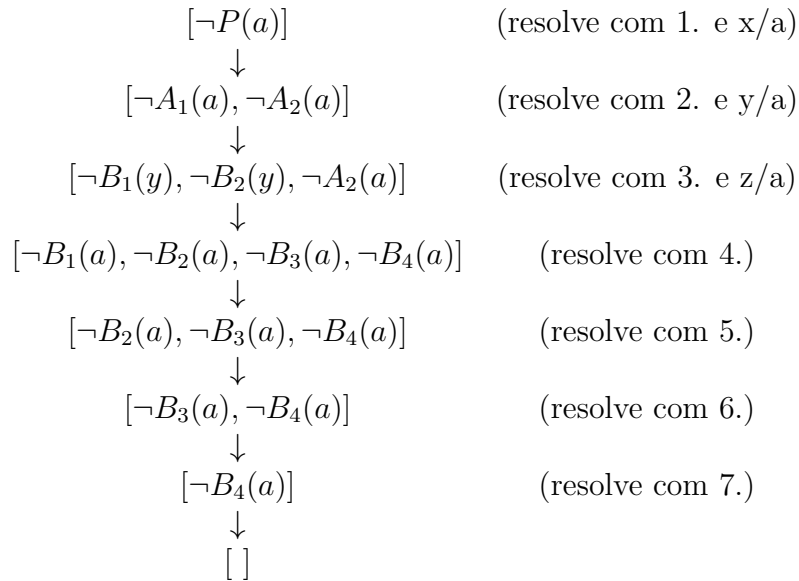 [¬P(a)] (resolve com 1. e x/a)
↓
[¬A₁(a), ¬A₂(a)] (resolve com 2. e y/a)
↓
[¬B₁(y), ¬B₂(y), ¬A₂(a)] (resolve com 3. e z/a)
↓
[¬B₁(a), ¬B₂(a), ¬B₃(a), ¬B₄(a)] (resolve com 4.)
↓
[¬B₂(a), ¬B₃(a), ¬B₄(a)] (resolve com 5.)
↓
[¬B₃(a), ¬B₄(a)] (resolve com 6.)
↓
[¬B₄(a)] (resolve com 7.)
↓
[ ]